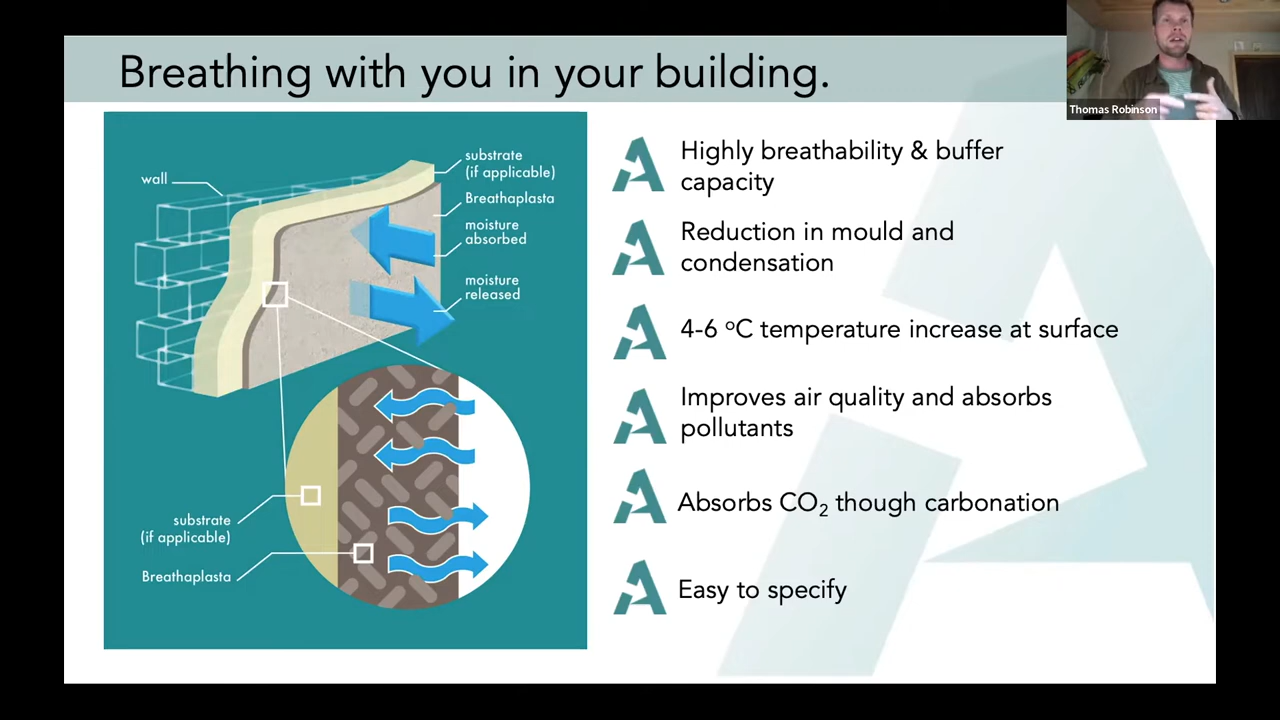 Breathing with you in your building.
Thomas Robinson
wall
substrate
(if applicable)
Breathaplasta
moisture
absorbed
moisture
released
substrate
(if applicable)
Breathaplasta
Highly breathability & buffer
capacity
Reduction in mould and
condensation
4-6 ºC temperature increase at surface
Improves air quality and absorbs
pollutants
Absorbs CO₂ though carbonation
Easy to specify